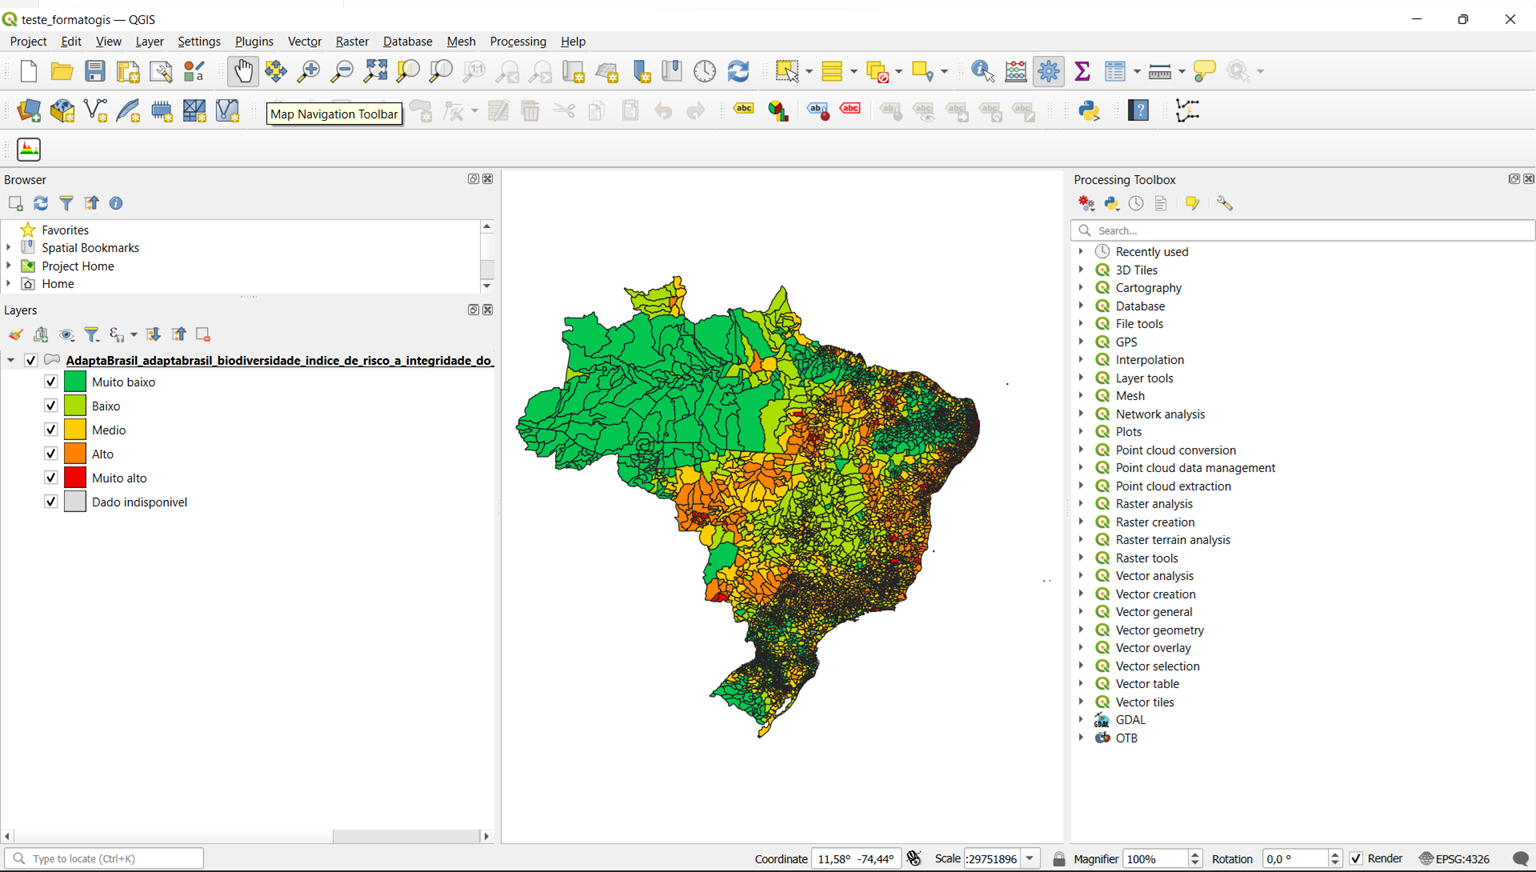 teste_formatogis — QGIS
Project Edit View Layer Settings Plugins Vector Raster Database Mesh Processing Help
1:1
Map Navigation Toolbar
abc abc abc
Browser
Favorites
Spatial Bookmarks
Project Home
Home
Layers
AdaptaBrasil_adaptabrasil_biodiversidade_indice_de_risco_a_integridade_do_
Muito baixo
Baixo
Medio
Alto
Muito alto
Dado indisponivel
Processing Toolbox
Search...
Recently used
3D Tiles
Cartography
Database
File tools
GPS
Interpolation
Layer tools
Mesh
Network analysis
Plots
Point cloud conversion
Point cloud data management
Point cloud extraction
Raster analysis
Raster creation
Raster terrain analysis
Raster tools
Vector analysis
Vector creation
Vector general
Vector geometry
Vector overlay
Vector selection
Vector table
Vector tiles
GDAL
OTB
Type to locate (Ctrl+K)
Coordinate 11,58° -74,44° Scale :29751896 Magnifier 100% Rotation 0,0 ° Render EPSG:4326